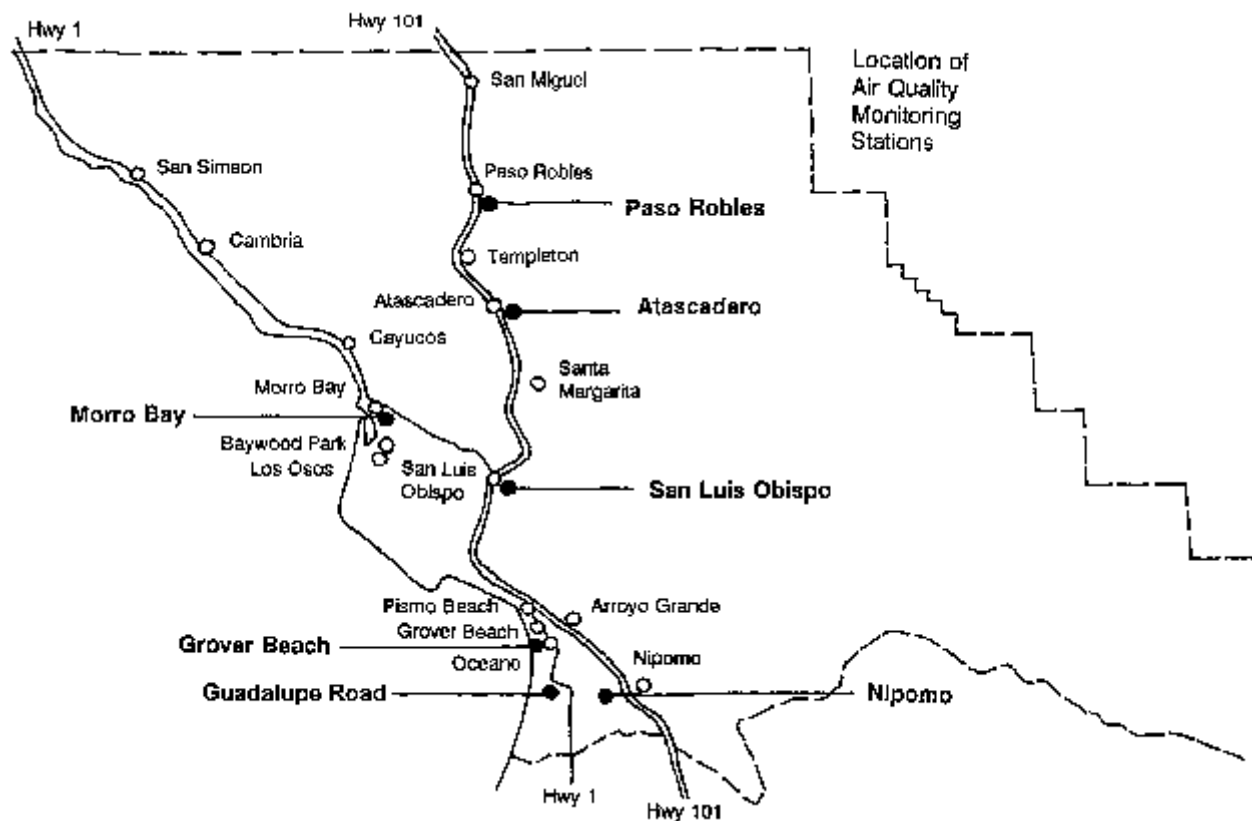 Hwy 1
Hwy 101
Location of
Air Quality
Monitoring
Stations
San Miguel
San Simeon
Paso Robles
Paso Robles
Cambria
Templeton
Atascadero
Atascadero
Cayucos
Santa
Margarita
Morro Bay
Morro Bay
Baywood Park
Los Osos
San Luis
Obispo
San Luis Obispo
Pismo Beach
Arroyo Grande
Grover Beach
Grover Beach
Oceano
Nipomo
Guadalupe Road
Nipomo
Hwy 1
Hwy 101